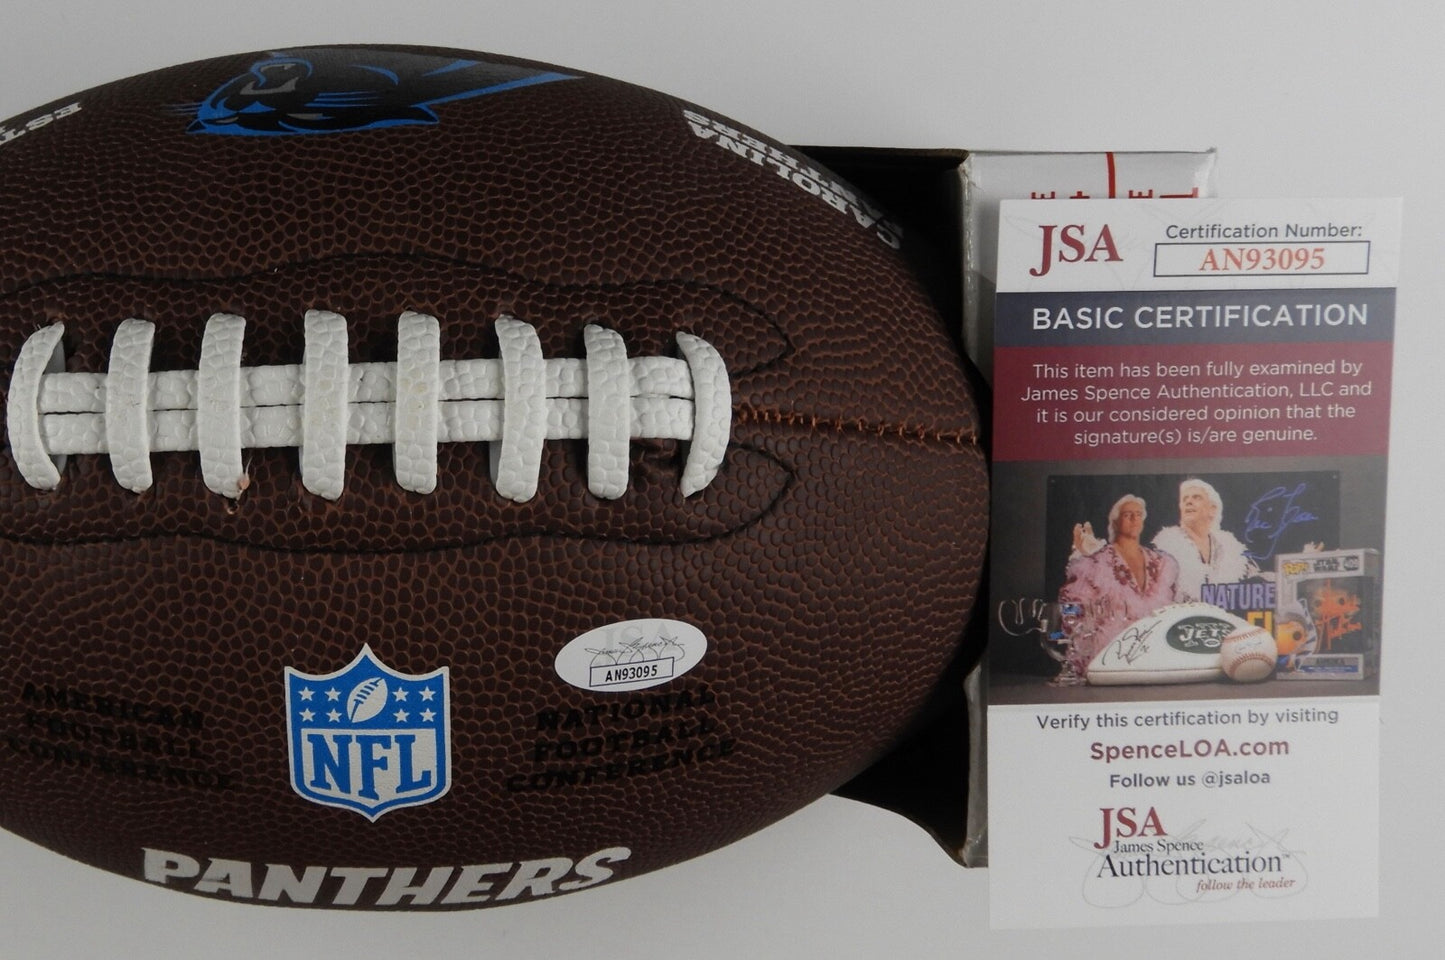 EST
CAROLINA
PANTHERS
JSA
AN93095
AMERICAN
FOOTBALL
CONFERENCE
NFL
NATIONAL
FOOTBALL
CONFERENCE
PANTHERS
JSA
Certification Number:
AN93095
BASIC CERTIFICATION
This item has been fully examined by
James Spence Authentication, LLC and
it is our considered opinion that the
signature(s) is/are genuine.
NATURE
JETS
Verify this certification by visiting
SpenceLOA.com
Follow us @jsaloa
JSA
James Spence
Authentication™
follow the leader